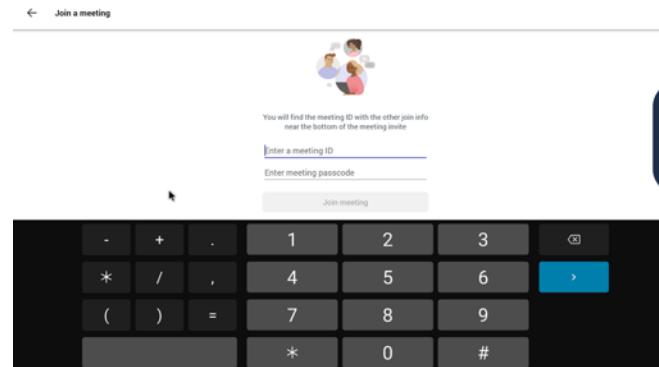 Join a meeting
You will find the meeting ID with the other join info
near the bottom of the meeting invite
Enter a meeting ID
Enter meeting passcode
Join meeting
- + . 1 2 3
* / , 4 5 6 >
( ) = 7 8 9
* 0 #